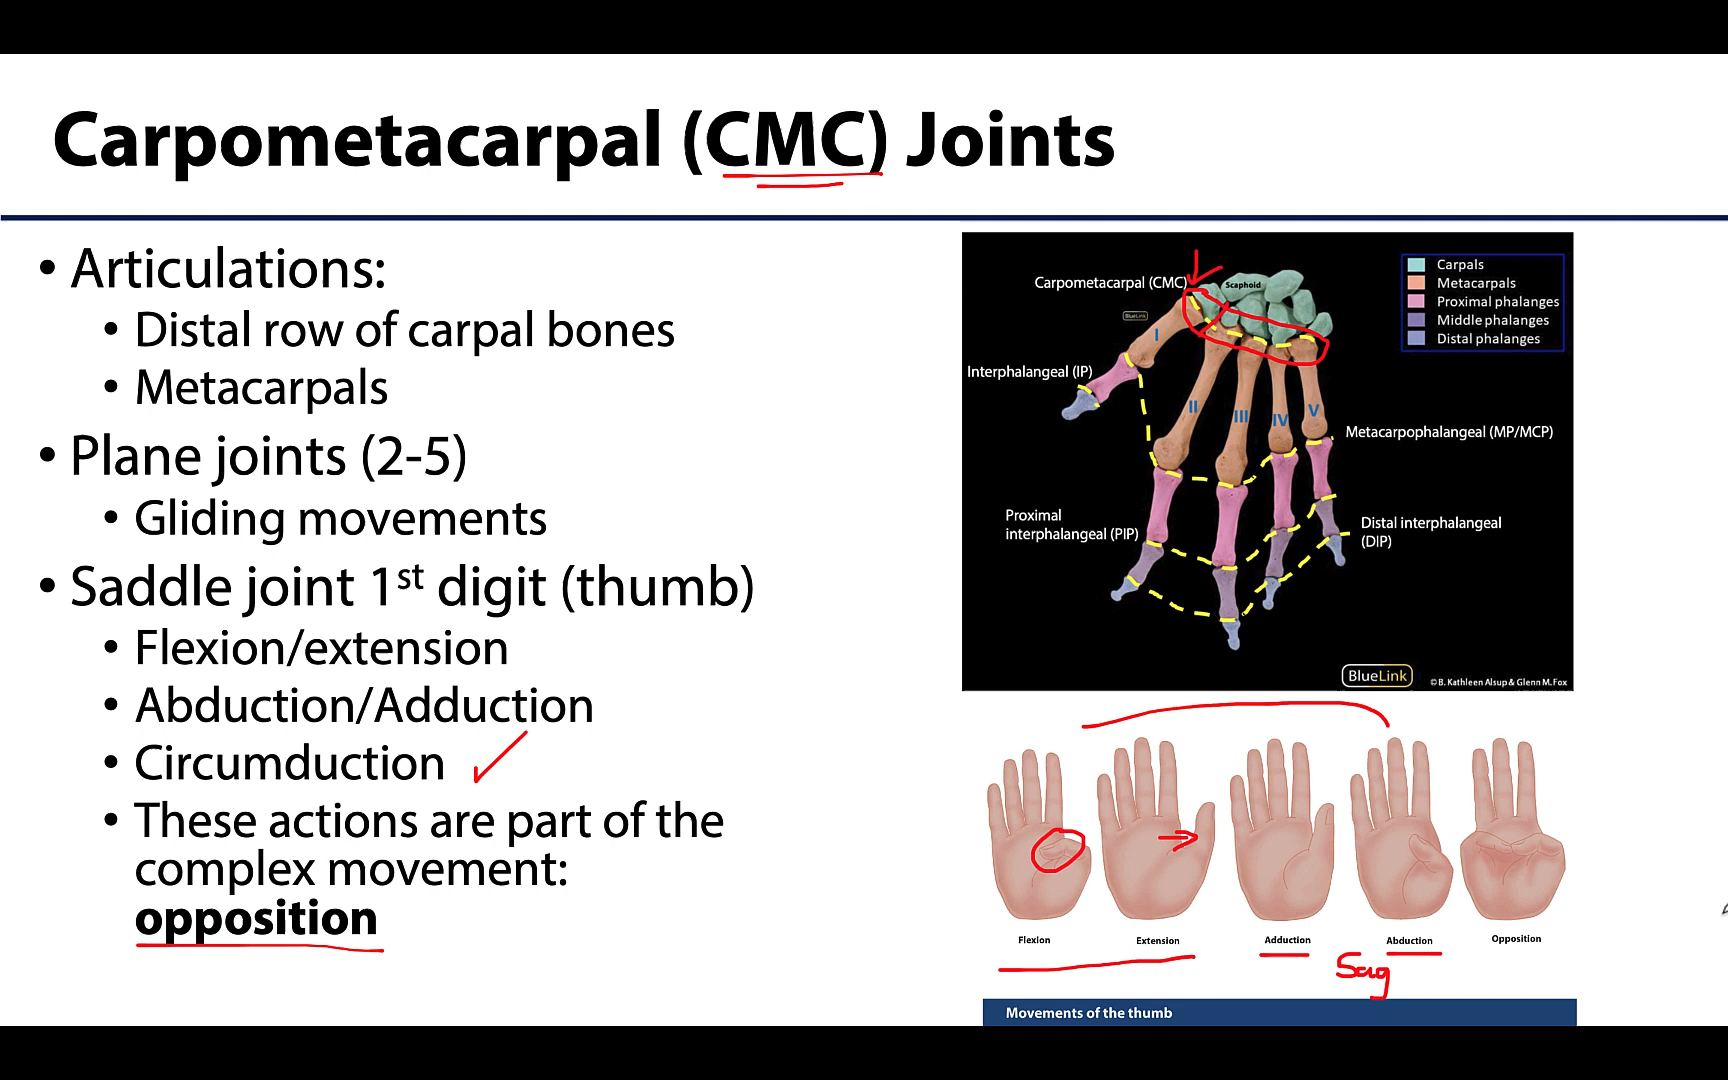 Carpometacarpal (CMC) Joints
• Articulations:
• Distal row of carpal bones
• Metacarpals
• Plane joints (2-5)
• Gliding movements
• Saddle joint 1st digit (thumb)
• Flexion/extension
• Abduction/Adduction
• Circumduction
• These actions are part of the
complex movement:
opposition
Carpometacarpal (CMC)
Scaphoid
BlueLink
Carpals
Metacarpals
Proximal phalanges
Middle phalanges
Distal phalanges
I
Interphalangeal (IP)
II
III
IV
V
Metacarpophalangeal (MP/MCP)
Proximal
interphalangeal (PIP)
Distal interphalangeal
(DIP)
BlueLink
© B. Kathleen Alsup & Glenn M. Fox
Flexion
Extension
Adduction
Abduction
Opposition
Sag
Movements of the thumb